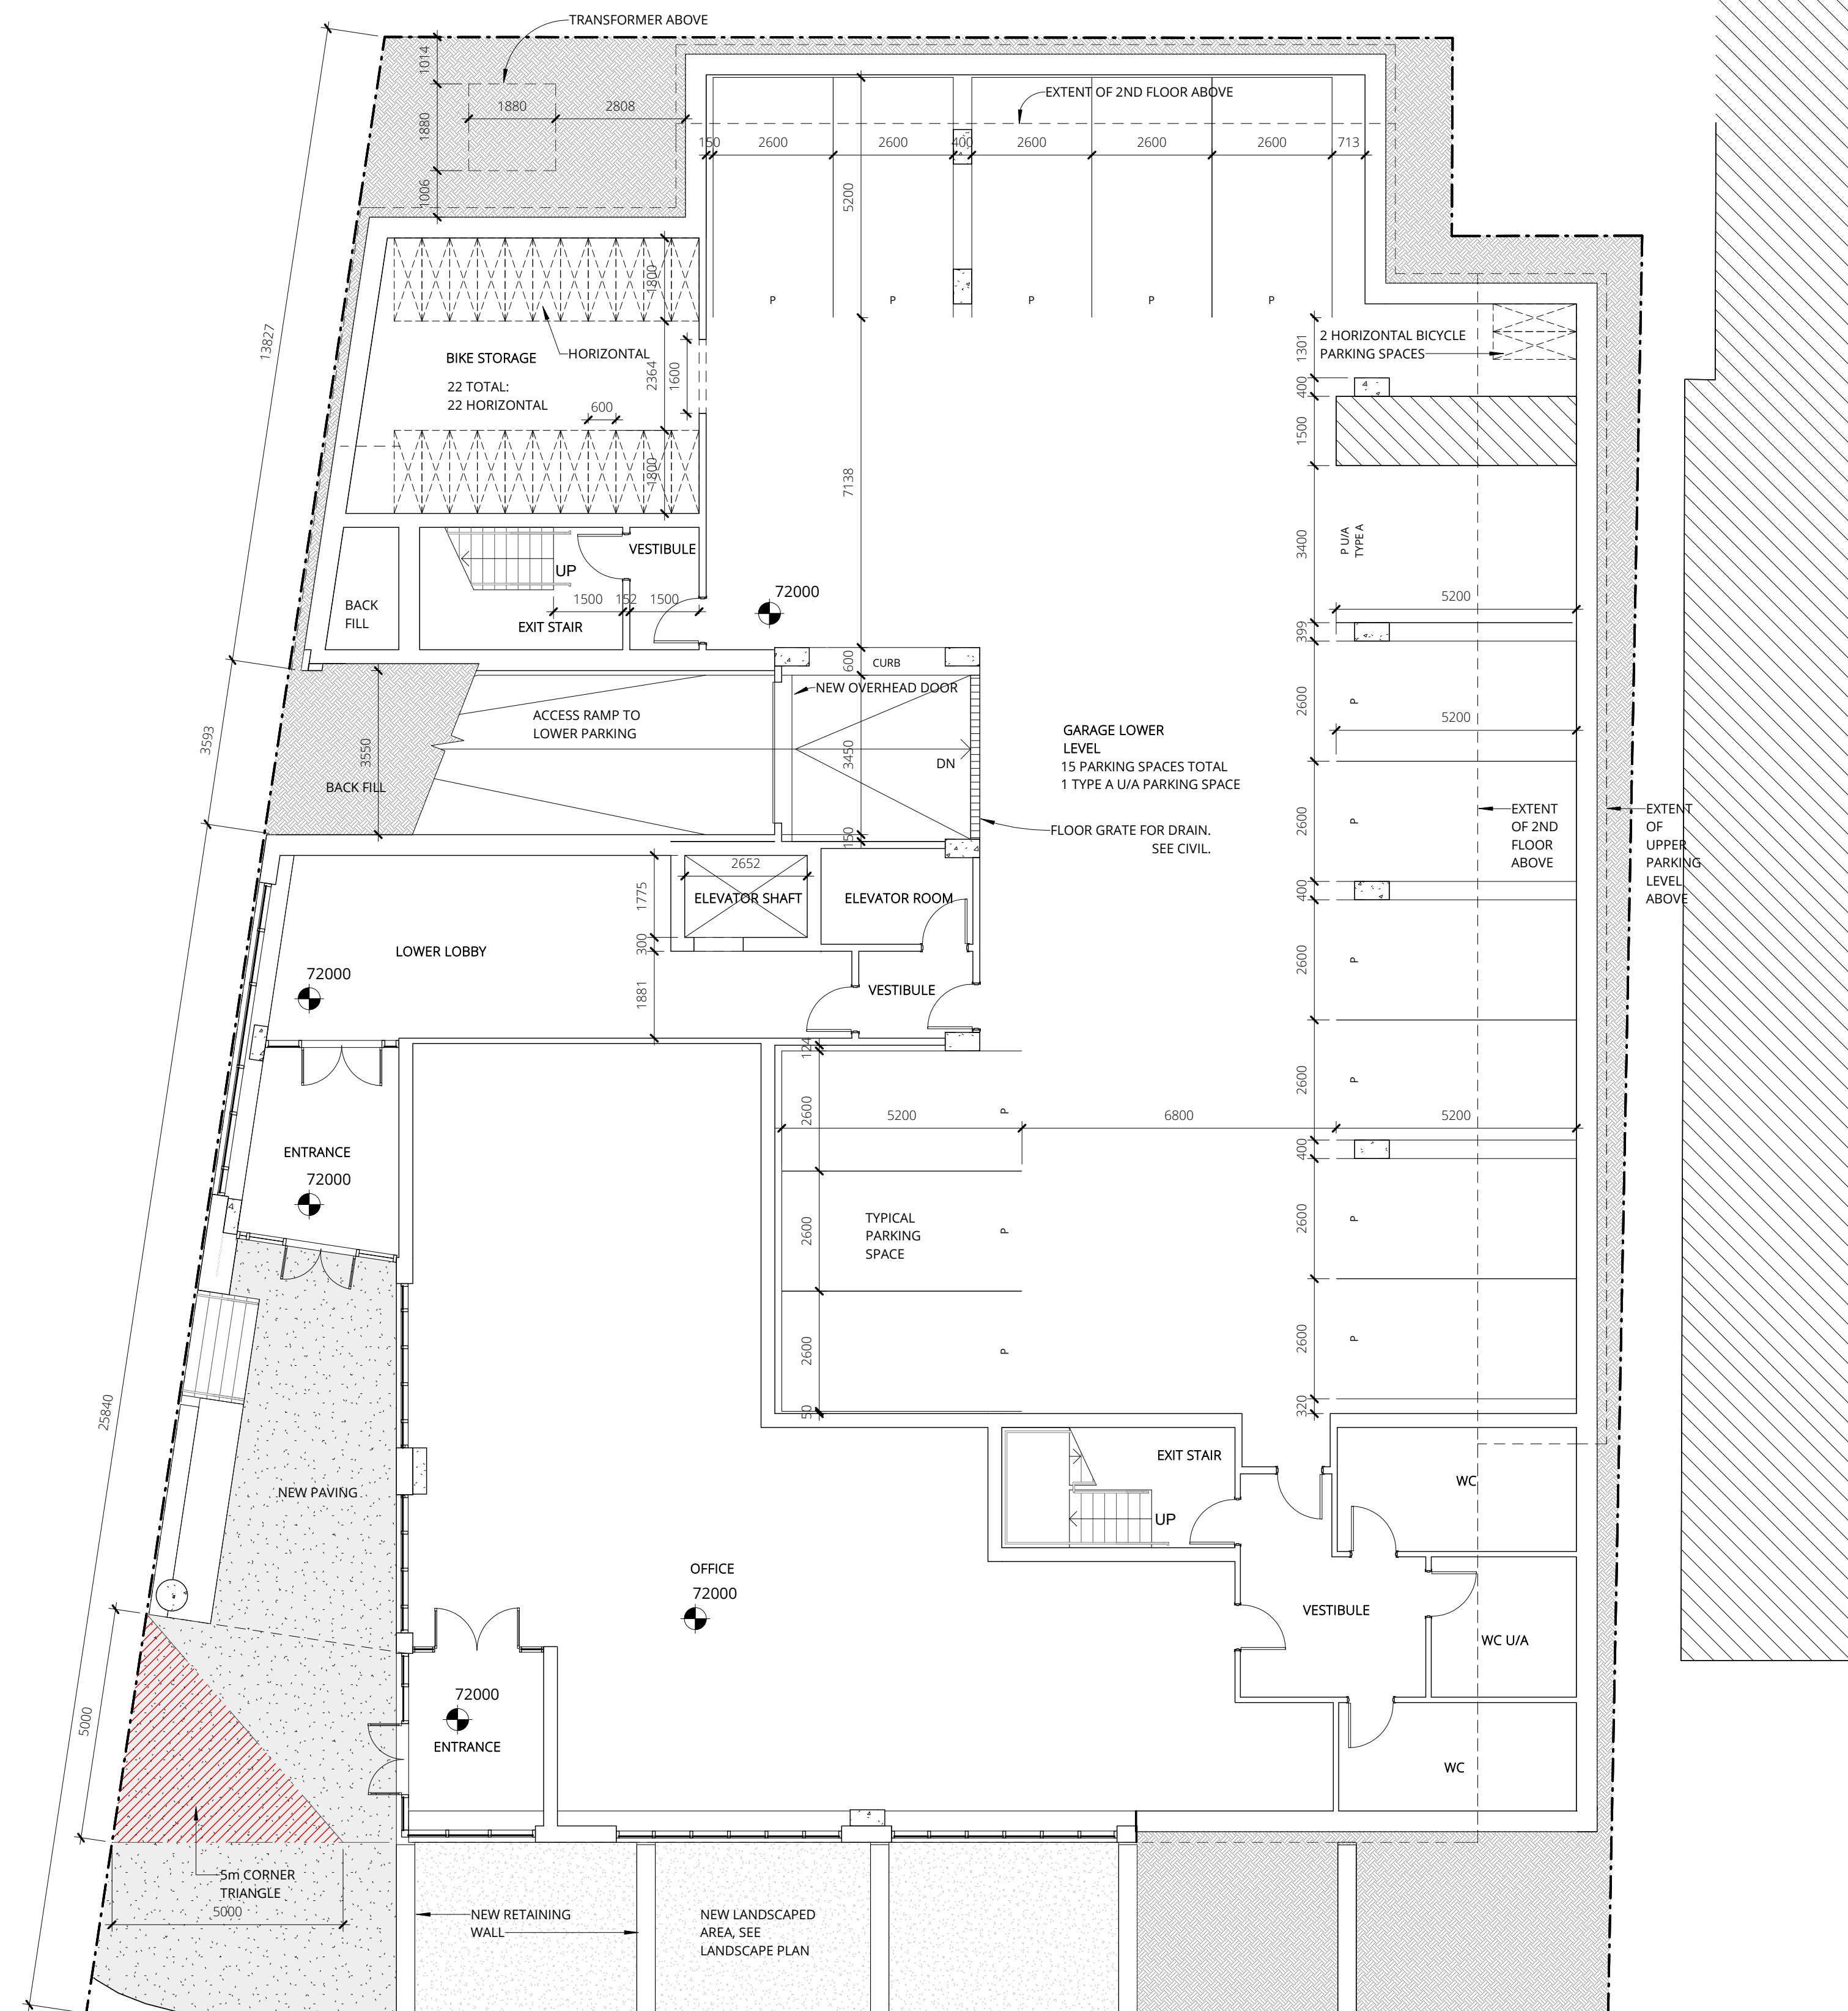 TRANSFORMER ABOVE
1014
1880
1880
2808
1006
EXTENT OF 2ND FLOOR ABOVE
150
2600
2600
400
2600
2600
2600
713
5200
P
P
P
P
P
13827
1800
HORIZONTAL
BIKE STORAGE
22 TOTAL:
22 HORIZONTAL
2364
1600
600
1800
7138
2 HORIZONTAL BICYCLE
PARKING SPACES
1301
400
1500
3400
P U/A
TYPE A
5200
399
VESTIBULE
UP
1500
152
1500
72000
BACK
FILL
EXIT STAIR
600
CURB
NEW OVERHEAD DOOR
ACCESS RAMP TO
LOWER PARKING
3593
3550
3450
DN
BACK FILL
GARAGE LOWER
LEVEL
15 PARKING SPACES TOTAL
1 TYPE A U/A PARKING SPACE
2600
P
5200
2600
P
EXTENT
OF 2ND
FLOOR
ABOVE
EXTENT
OF
UPPER
PARKING
LEVEL
ABOVE
FLOOR GRATE FOR DRAIN.
SEE CIVIL.
150
2652
1775
ELEVATOR SHAFT
ELEVATOR ROOM
400
300
LOWER LOBBY
72000
1881
VESTIBULE
2600
P
124
2600
P
2600
P
5200
6800
5200
400
ENTRANCE
72000
2600
P
TYPICAL
PARKING
SPACE
2600
P
2600
P
2600
P
50
320
25840
EXIT STAIR
UP
WC
NEW PAVING
OFFICE
72000
VESTIBULE
WC U/A
5000
72000
ENTRANCE
WC
5m CORNER
TRIANGLE
5000
NEW RETAINING
WALL
NEW LANDSCAPED
AREA, SEE
LANDSCAPE PLAN